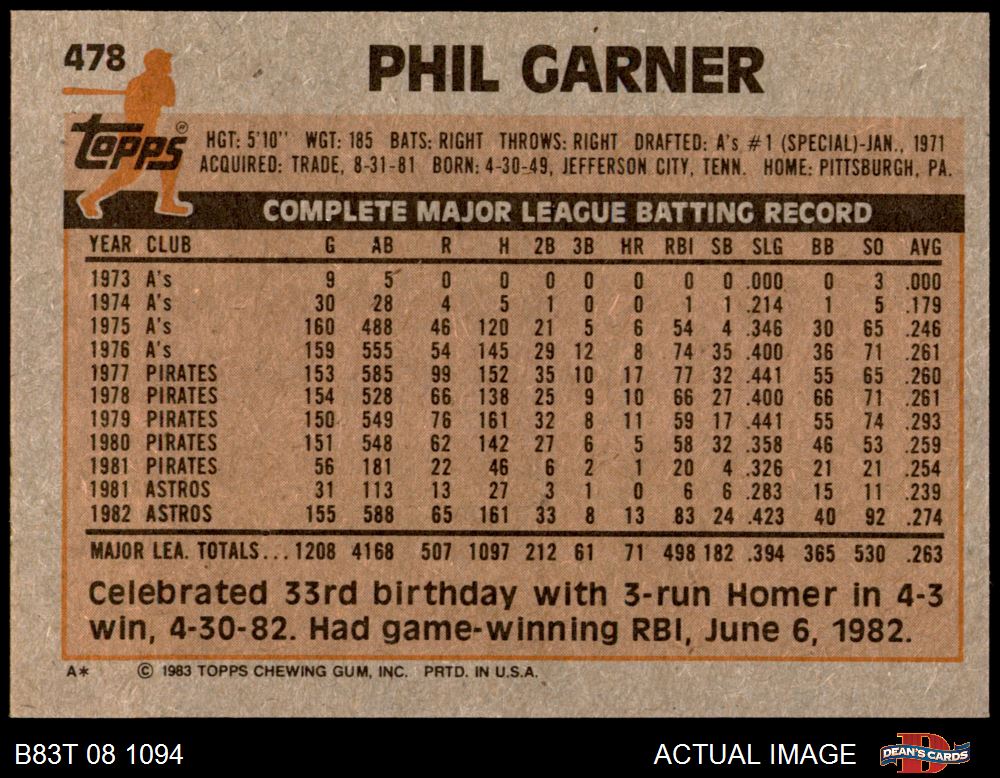 478
PHIL GARNER
Topps®
HGT: 5'10" WGT: 185 BATS: RIGHT THROWS: RIGHT DRAFTED: A's #1 (SPECIAL)-JAN., 1971
ACQUIRED: TRADE, 8-31-81 BORN: 4-30-49, JEFFERSON CITY, TENN. HOME: PITTSBURGH, PA.
COMPLETE MAJOR LEAGUE BATTING RECORD
YEAR CLUB G AB R H 2B 3B HR RBI SB SLG BB SO AVG
1973 A's 9 5 0 0 0 0 0 0 0 .000 0 3 .000
1974 A's 30 28 4 5 1 0 0 1 1 .214 1 5 .179
1975 A's 160 488 46 120 21 5 6 54 4 .346 30 65 .246
1976 A's 159 555 54 145 29 12 8 74 35 .400 36 71 .261
1977 PIRATES 153 585 99 152 35 10 17 77 32 .441 55 65 .260
1978 PIRATES 154 528 66 138 25 9 10 66 27 .400 66 71 .261
1979 PIRATES 150 549 76 161 32 8 11 59 17 .441 55 74 .293
1980 PIRATES 151 548 62 142 27 6 5 58 32 .358 46 53 .259
1981 PIRATES 56 181 22 46 6 2 1 20 4 .326 21 21 .254
1981 ASTROS 31 113 13 27 3 1 0 6 6 .283 15 11 .239
1982 ASTROS 155 588 65 161 33 8 13 83 24 .423 40 92 .274
MAJOR LEA. TOTALS... 1208 4168 507 1097 212 61 71 498 182 .394 365 530 .263
Celebrated 33rd birthday with 3-run Homer in 4-3
win, 4-30-82. Had game-winning RBI, June 6, 1982.
A* © 1983 TOPPS CHEWING GUM, INC. PRTD. IN U.S.A.
B83T 08 1094 ACTUAL IMAGE DEAN'S CARDS